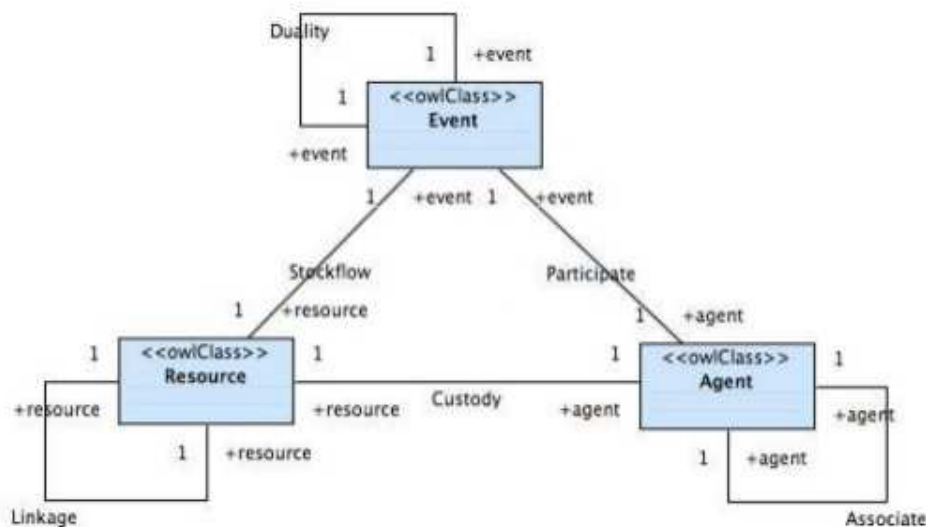 Duality
1
+event
1
<<owlClass>>
Event
+event
1
+event
1
+event
Stockflow
Participate
1
+resource
1
+agent
1
<<owlClass>>
Resource
1
1
<<owlClass>>
Agent
1
+resource
+resource
Custody
+agent
+agent
1
+resource
1
+agent
Linkage
Associate